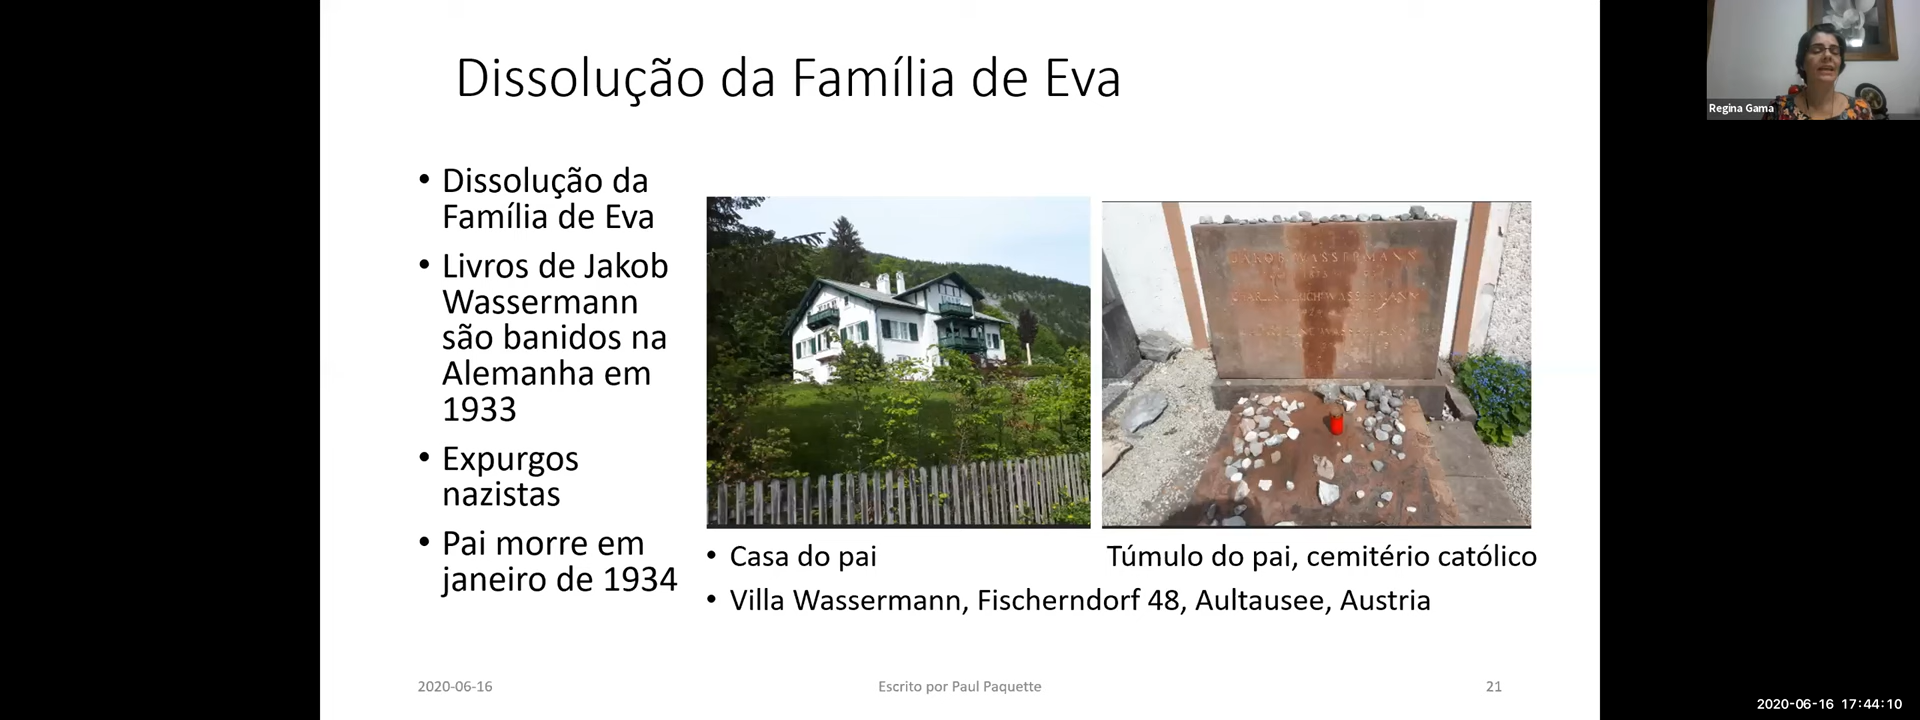 Dissolução da Família de Eva
Regina Gama
• Dissolução da
Família de Eva
• Livros de Jakob
Wassermann
são banidos na
Alemanha em
1933
• Expurgos
nazistas
• Pai morre em
janeiro de 1934
JAKOB WASSERMANN
• Casa do pai
Túmulo do pai, cemitério católico
• Villa Wassermann, Fischerndorf 48, Aultausee, Austria
2020-06-16
Escrito por Paul Paquette
21
2020-06-16 17:44:10